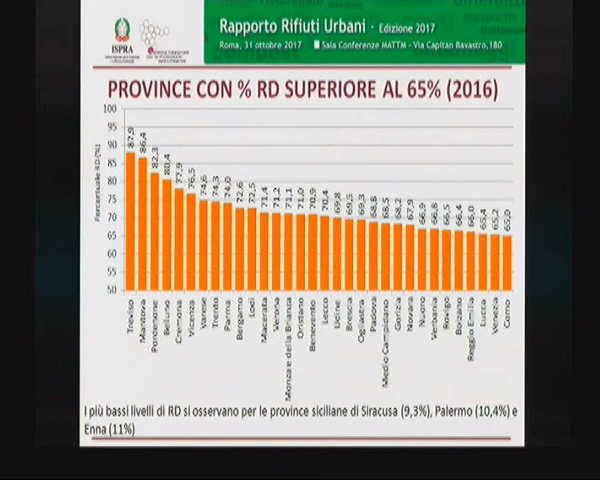 Rapporto Rifiuti Urbani - Edizione 2017
Roma, 31 ottobre 2017 Sala Conferenze MATTM - Via Capitan Bavastro,180
ISPRA
PROVINCE CON % RD SUPERIORE AL 65% (2016)
Percentuale RD (%)
100
95
90
85
80
75
70
65
60
55
50
87,9
86,4
82,3
80,4
77,9
76,5
74,6
74,3
74,0
72,6
72,5
71,4
71,2
71,1
71,0
70,9
70,4
69,8
69,5
69,3
68,8
68,5
68,2
67,9
66,9
66,8
66,5
66,4
66,0
65,4
65,2
65,0
Treviso
Mantova
Pordenone
Belluno
Cremona
Vicenza
Varese
Trento
Parma
Bergamo
Lodi
Macerata
Verona
Monza e della Brianza
Oristano
Benevento
Lecco
Udine
Brescia
Ogliastra
Padova
Medio Campidano
Gorizia
Novara
Nuoro
Verbania
Rovigo
Bolzano
Reggio Emilia
Lucca
Venezia
Como
I più bassi livelli di RD si osservano per le province siciliane di Siracusa (9,3%), Palermo (10,4%) e
Enna (11%)